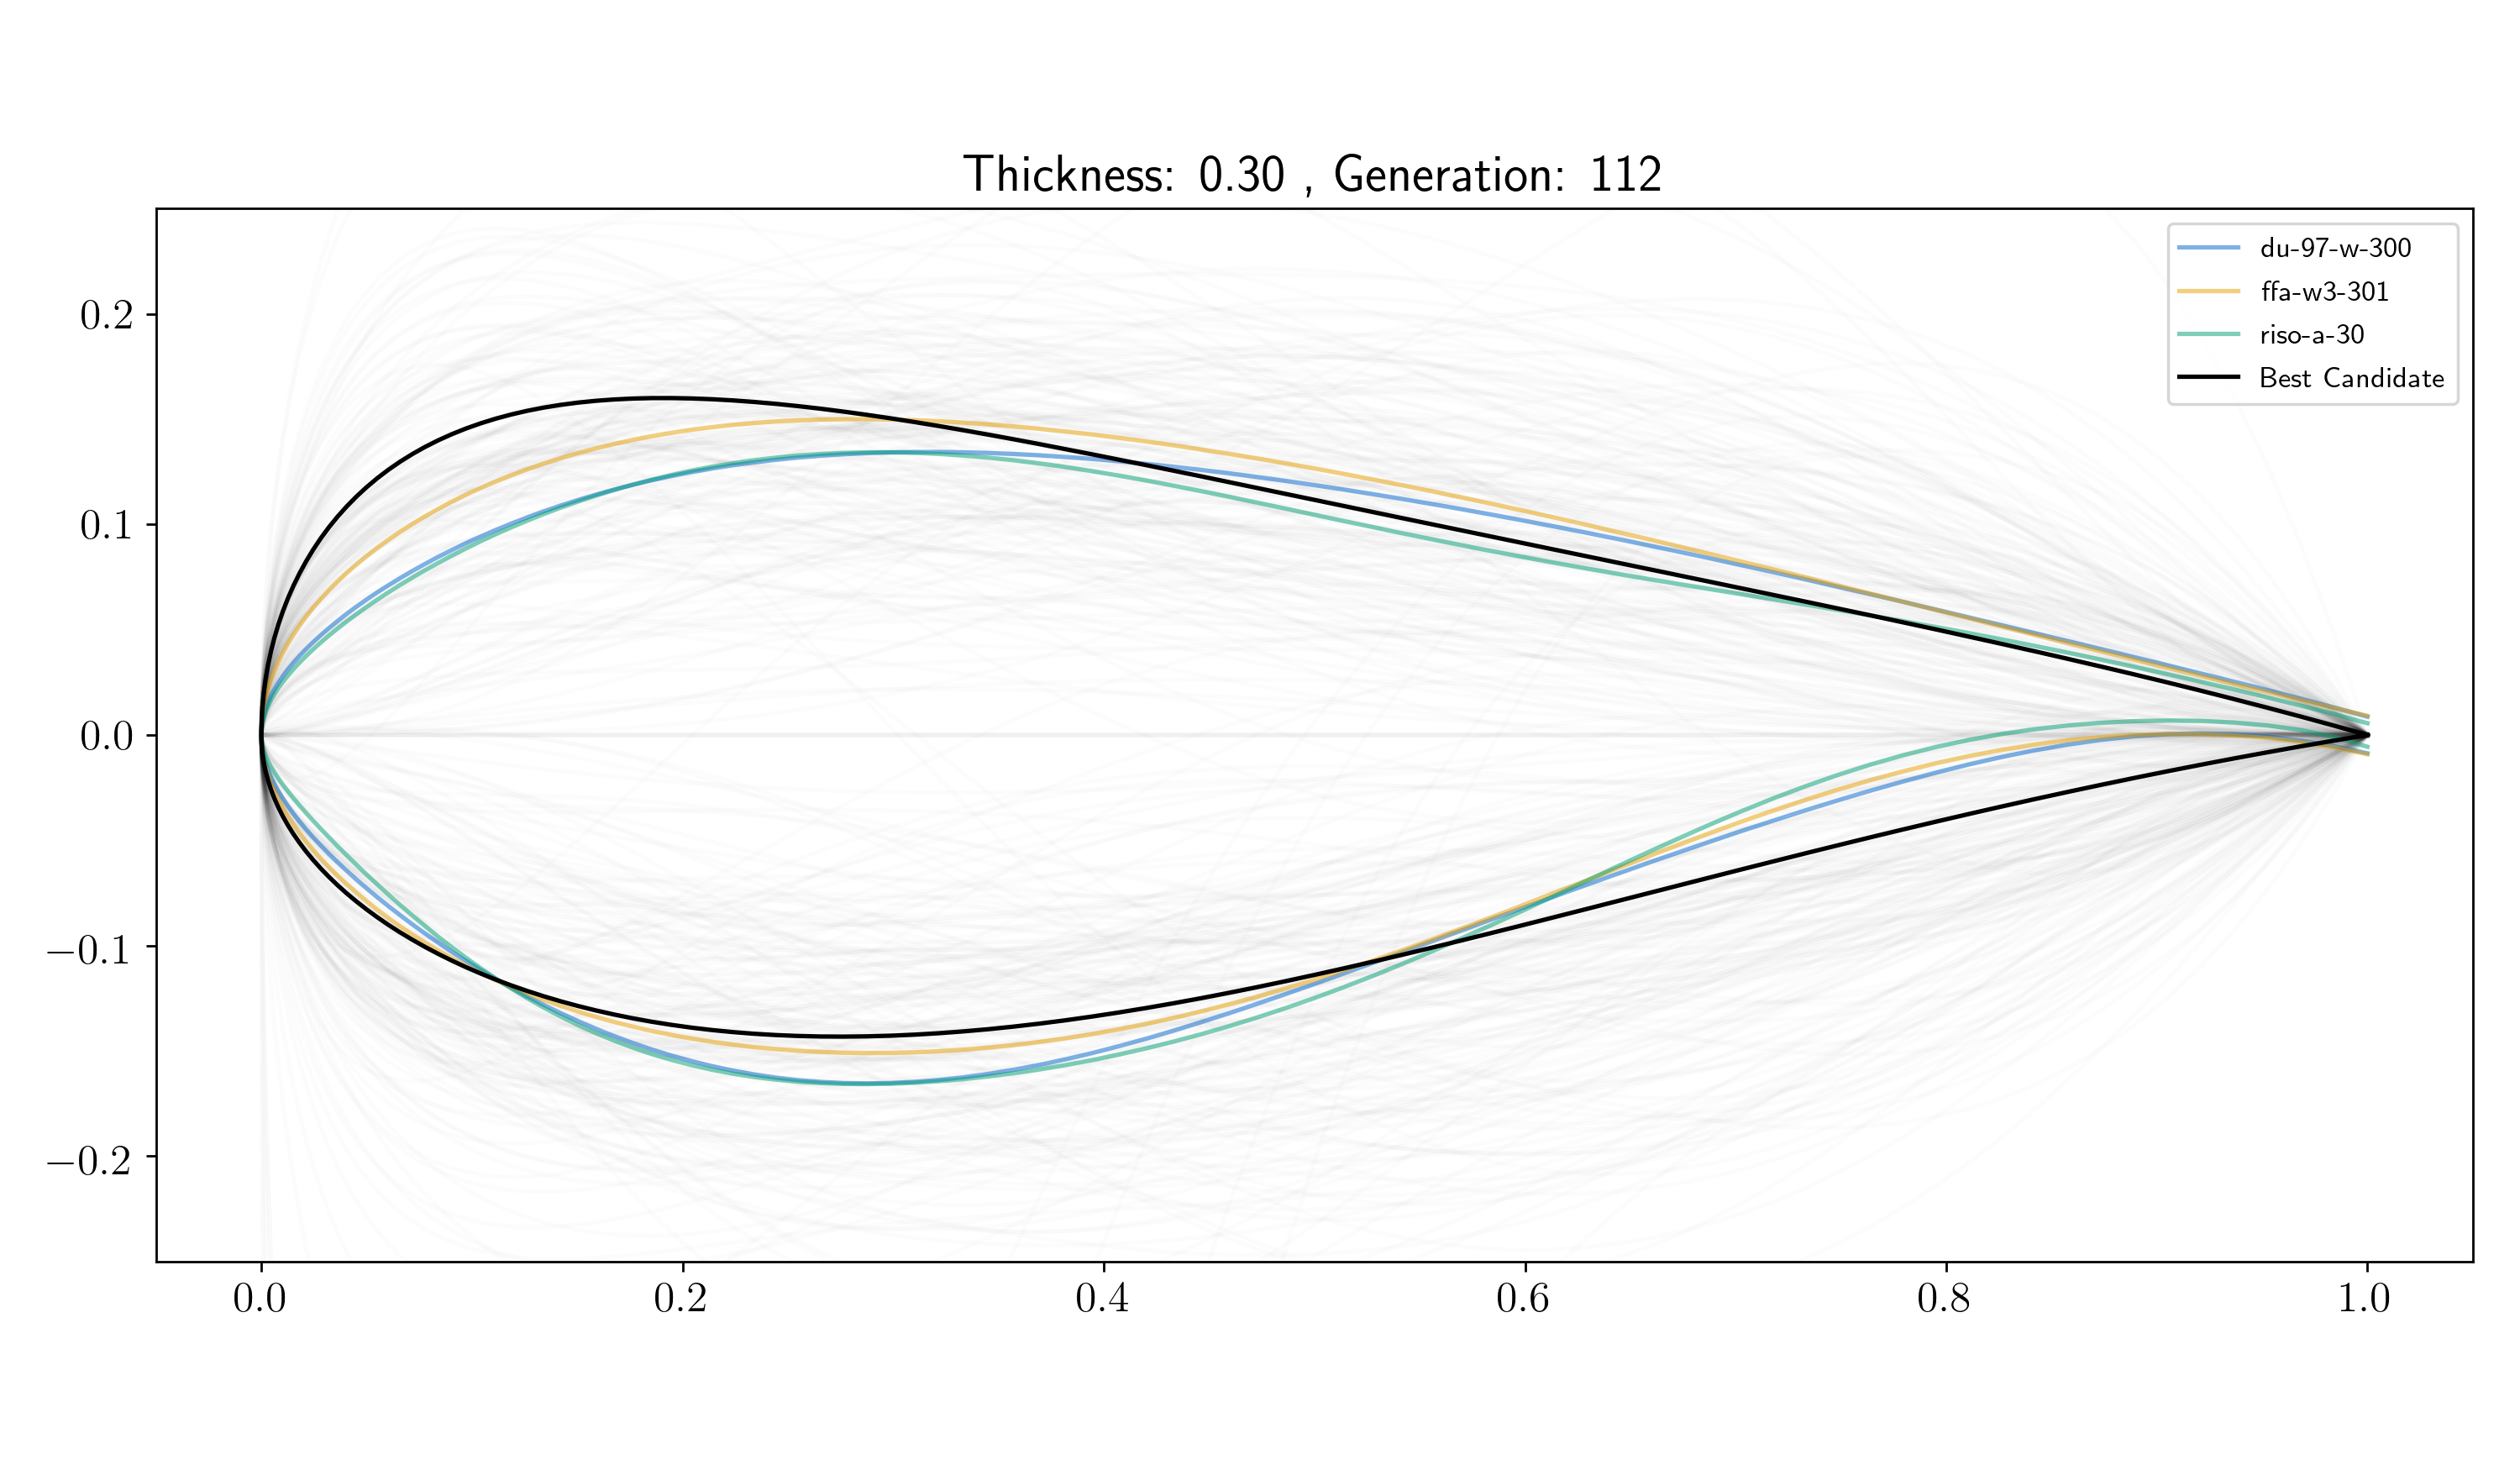 Thickness: 0.30 , Generation: 112
du-97-w-300
ffa-w3-301
riso-a-30
Best Candidate
0.2
0.1
0.0
−0.1
−0.2
0.0 0.2 0.4 0.6 0.8 1.0